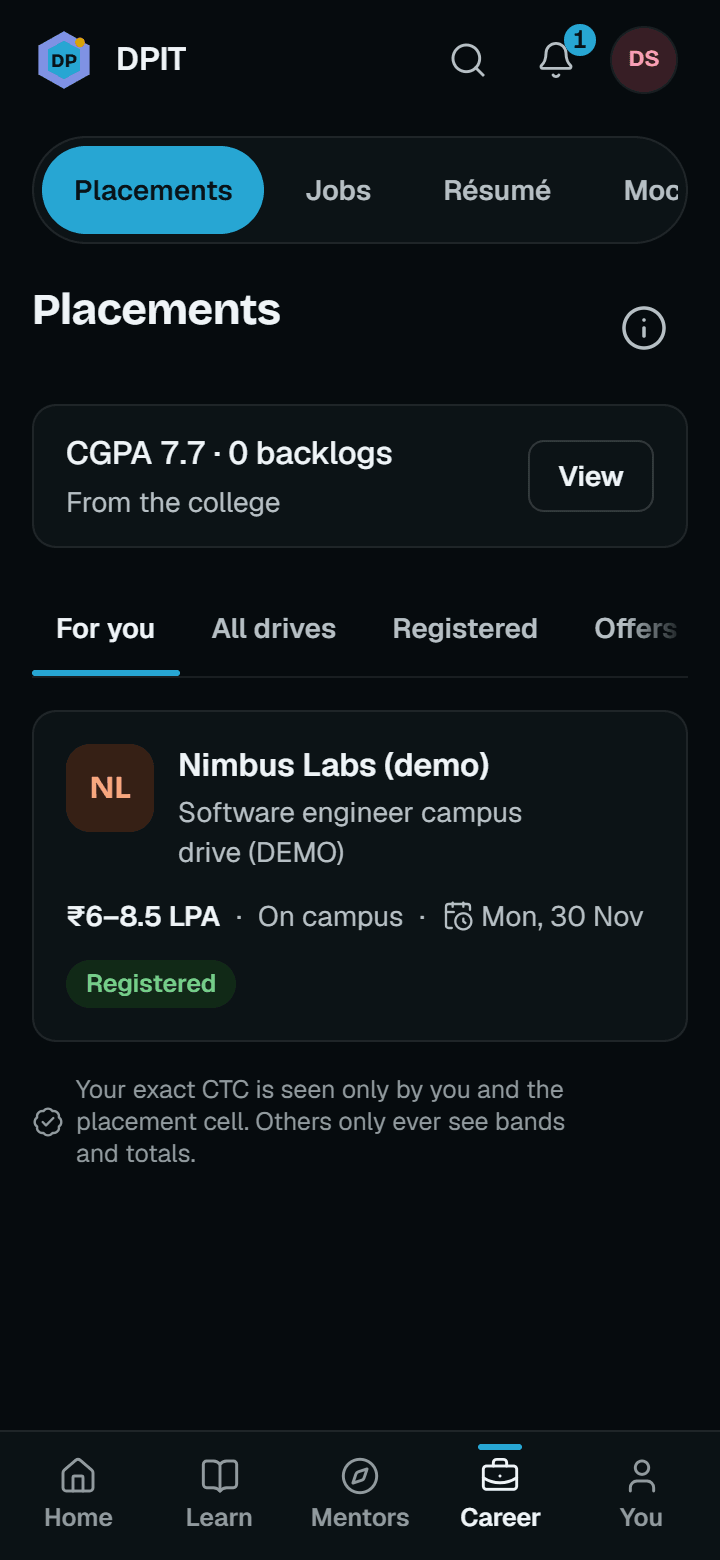 DP DPIT 1 DS
Placements Jobs Résumé Moc
Placements
CGPA 7.7 · 0 backlogs
From the college
View
For you All drives Registered Offers
NL
Nimbus Labs (demo)
Software engineer campus
drive (DEMO)
₹6–8.5 LPA · On campus · Mon, 30 Nov
Registered
Your exact CTC is seen only by you and the
placement cell. Others only ever see bands
and totals.
Home Learn Mentors Career You